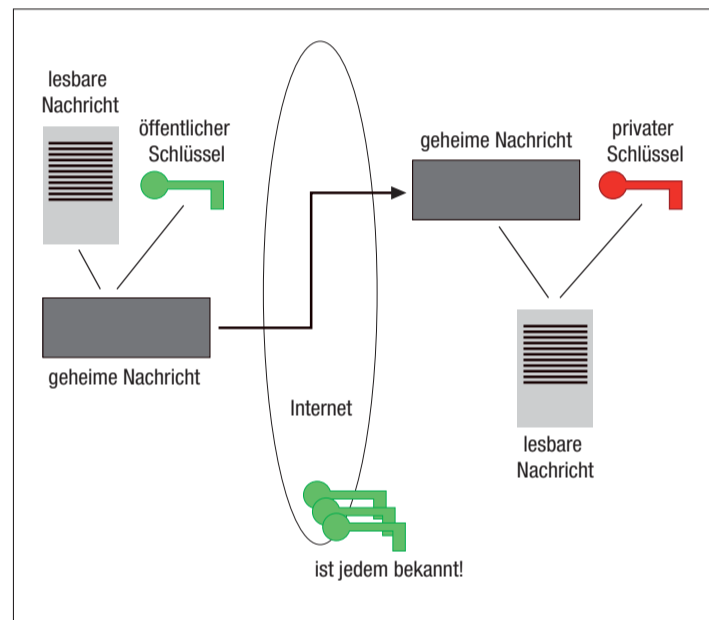 lesbare
Nachricht
öffentlicher
Schlüssel
geheime Nachricht
Internet
ist jedem bekannt!
geheime Nachricht
privater
Schlüssel
lesbare
Nachricht